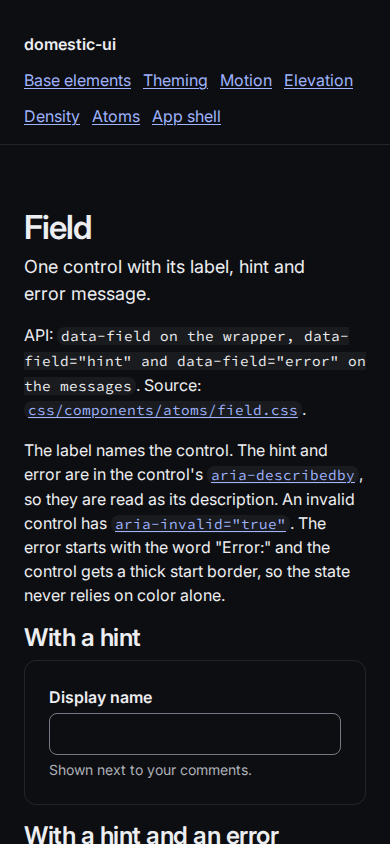 domestic-ui
Base elements Theming Motion Elevation
Density Atoms App shell
Field
One control with its label, hint and
error message.
API: data-field on the wrapper, data-
field="hint" and data-field="error" on
the messages. Source:
css/components/atoms/field.css.
The label names the control. The hint and
error are in the control's aria-describedby,
so they are read as its description. An invalid
control has aria-invalid="true". The
error starts with the word "Error:" and the
control gets a thick start border, so the state
never relies on color alone.
With a hint
Display name
Shown next to your comments.
With a hint and an error